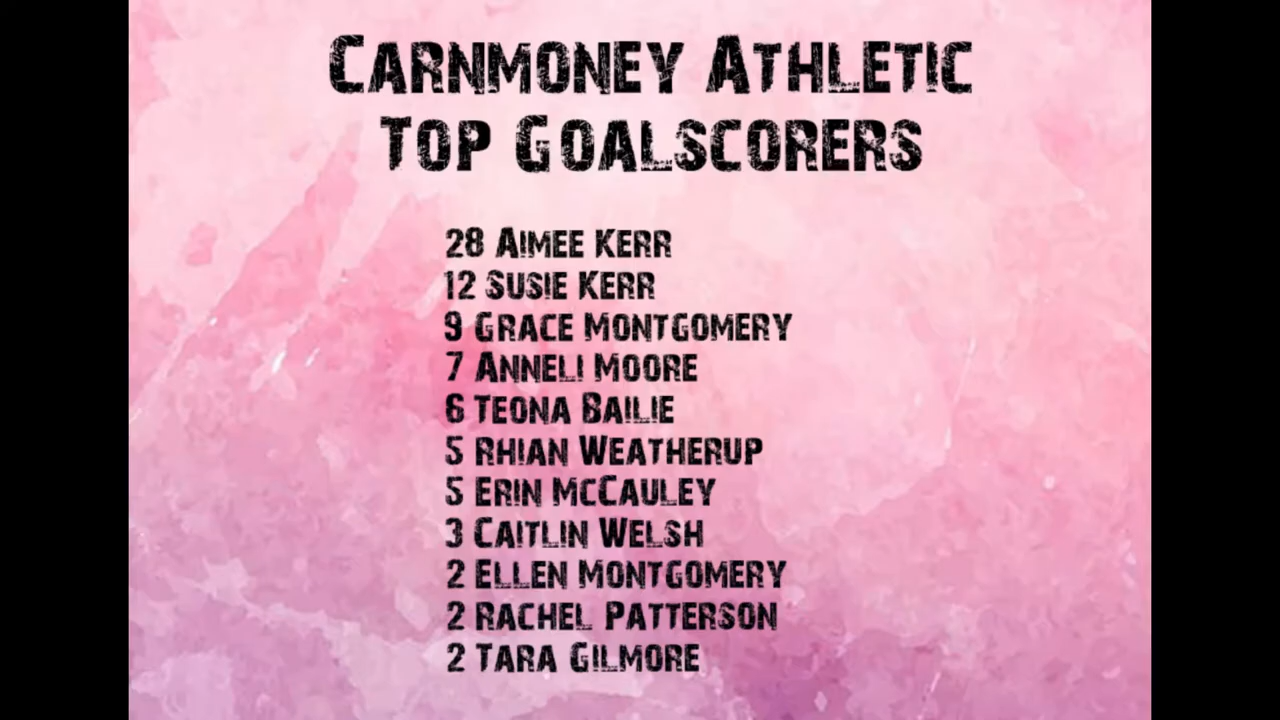 Carnmoney Athletic
Top Goalscorers
28 Aimee Kerr
12 Susie Kerr
9 Grace Montgomery
7 Anneli Moore
6 Teona Bailie
5 Rhian Weatherup
5 Erin McCauley
3 Caitlin Welsh
2 Ellen Montgomery
2 Rachel Patterson
2 Tara Gilmore